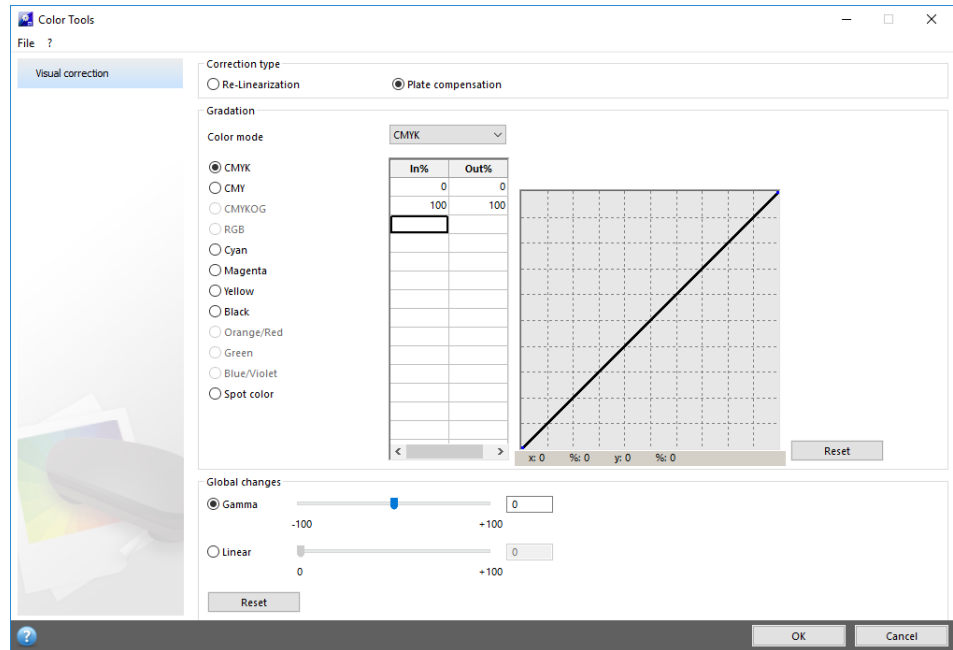 Color Tools
File ?
Visual correction
Correction type
Re-Linearization Plate compensation
Gradation
Color mode CMYK
CMYK
CMY
CMYKOG
RGB
Cyan
Magenta
Yellow
Black
Orange/Red
Green
Blue/Violet
Spot color
In% Out%
0 0
100 100
x: 0 %: 0 y: 0 %: 0
Reset
Global changes
Gamma 0
-100 +100
Linear 0
0 +100
Reset
?
OK Cancel